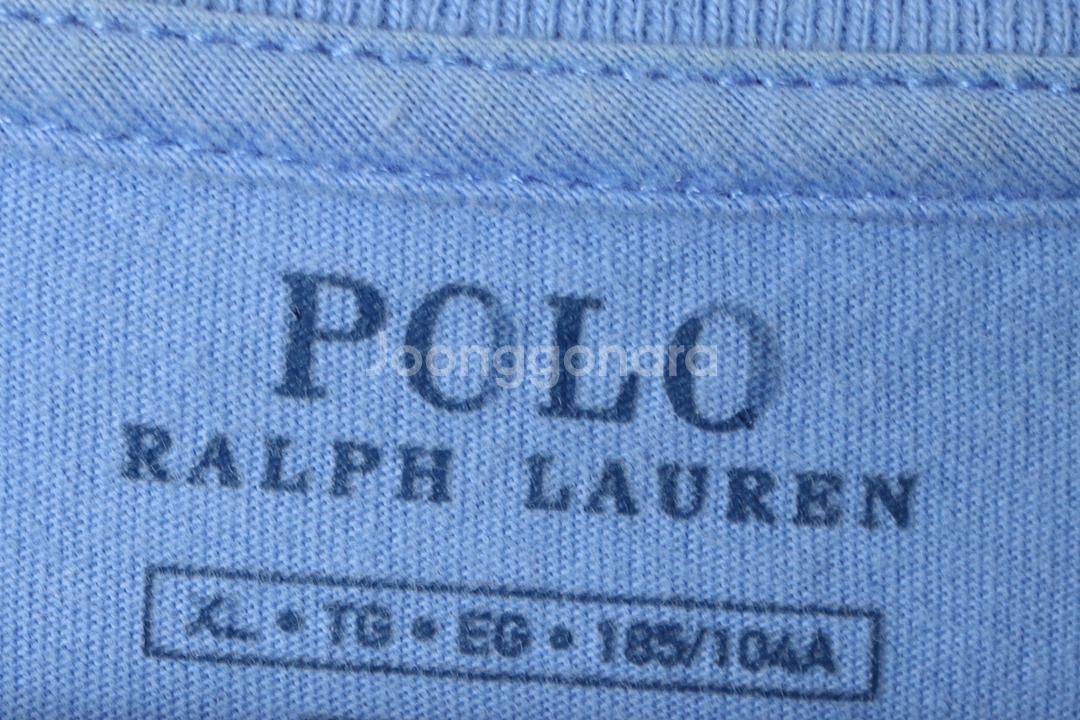 POLO
Joonggonara
RALPH LAUREN
XL • TG • EG • 185/104A